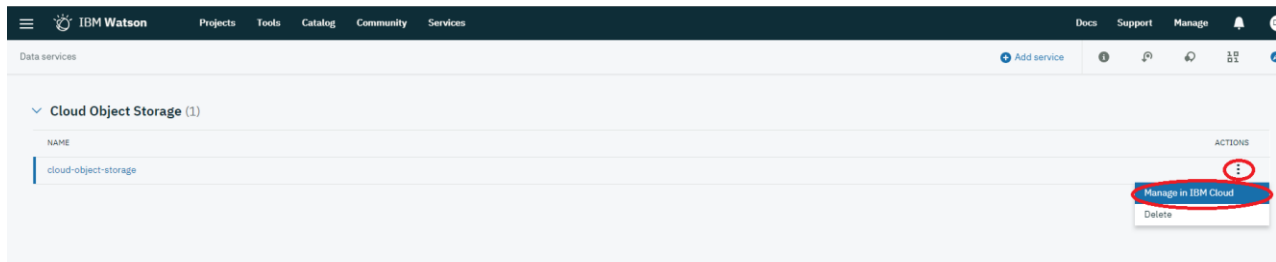 IBM Watson Projects Tools Catalog Community Services Docs Support Manage
Data services Add service
Cloud Object Storage (1)
NAME ACTIONS
cloud-object-storage
Manage in IBM Cloud
Delete